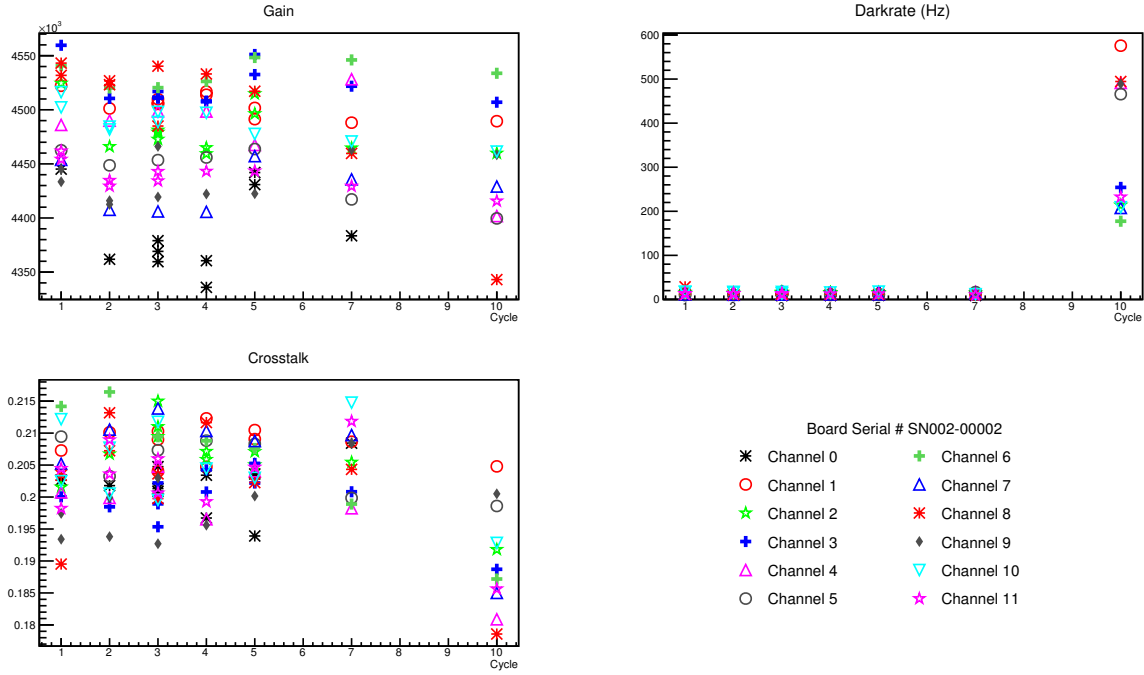 Gain
×10³
4550
4500
4450
4400
4350
1 2 3 4 5 6 7 8 9 10
Cycle
Darkrate (Hz)
600
500
400
300
200
100
0
1 2 3 4 5 6 7 8 9 10
Cycle
Crosstalk
0.215
0.21
0.205
0.2
0.195
0.19
0.185
0.18
1 2 3 4 5 6 7 8 9 10
Cycle
Board Serial # SN002-00002
Channel 0 Channel 6
Channel 1 Channel 7
Channel 2 Channel 8
Channel 3 Channel 9
Channel 4 Channel 10
Channel 5 Channel 11